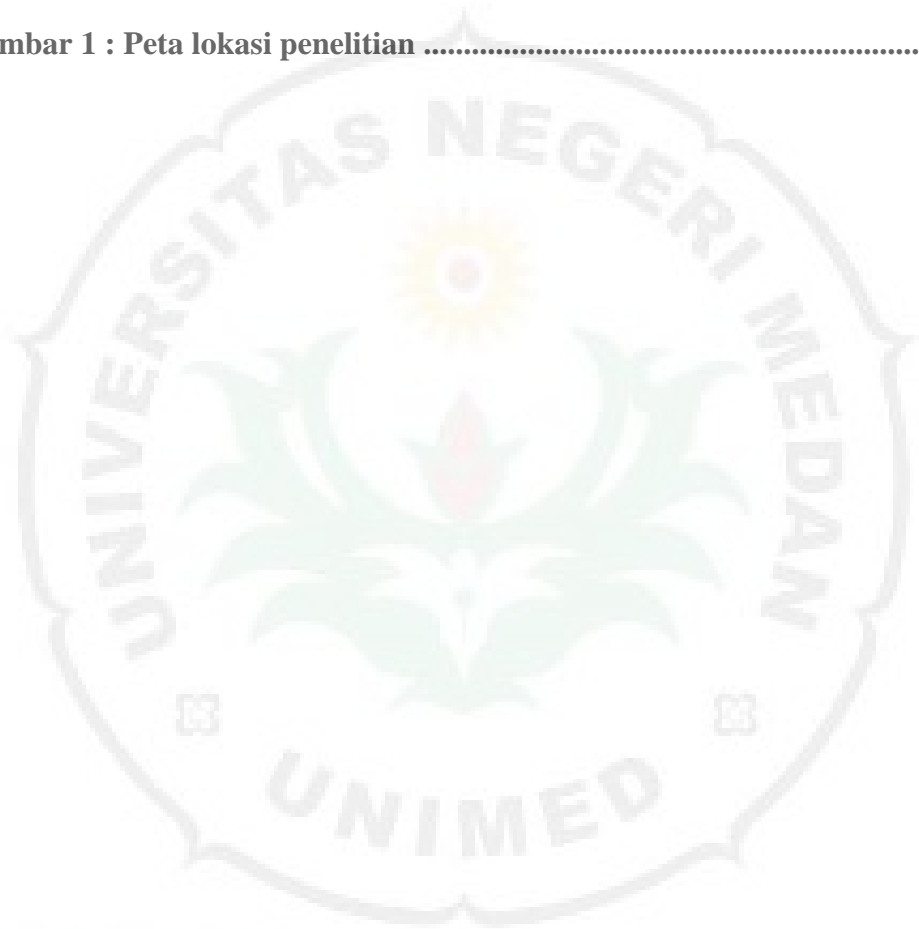 mbar 1 : Peta lokasi penelitian ................................................................
UNIVERSITAS NEGERI MEDAN
UNIMED